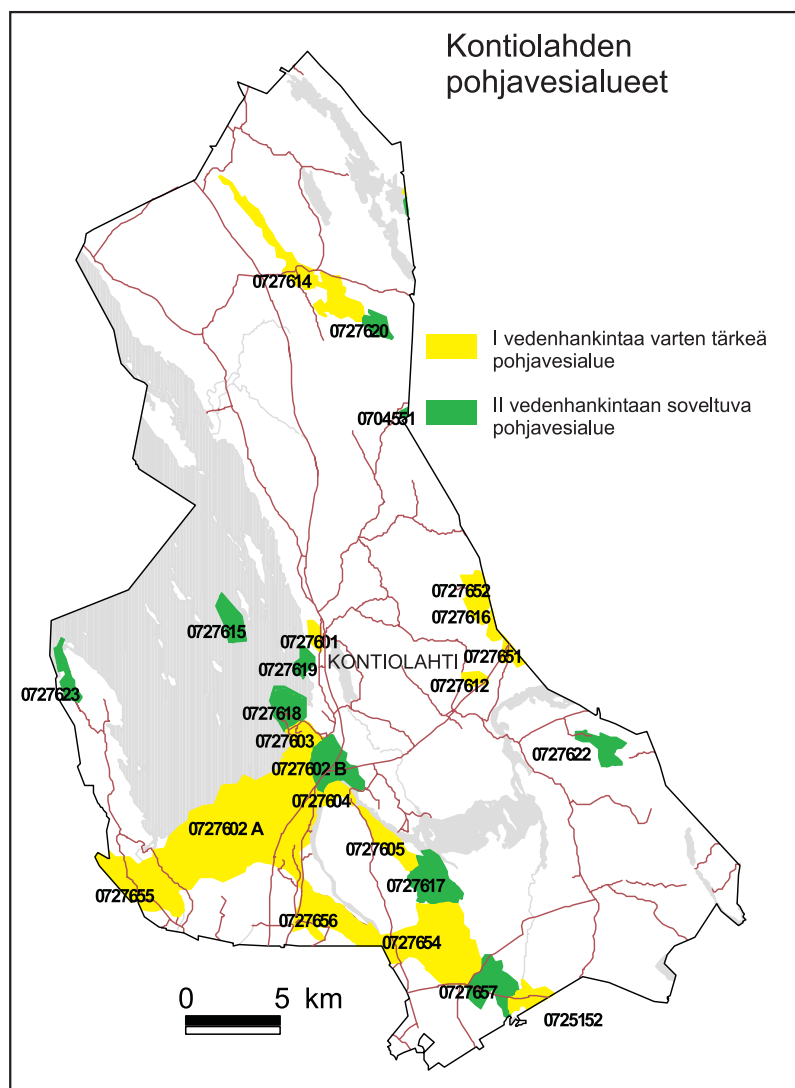 Kontiolahden
pohjavesialueet
0727614
0727620
I vedenhankintaa varten tärkeä
pohjavesialue
II vedenhankintaan soveltuva
pohjavesialue
0704551
0727652
0727616
0727615
0727601
0727651
0727619
KONTIOLAHTI
0727612
0727623
0727618
0727603
0727622
0727602 B
0727604
0727602 A
0727605
0727617
0727655
0727656
0727654
0727657
0 5 km
0725152